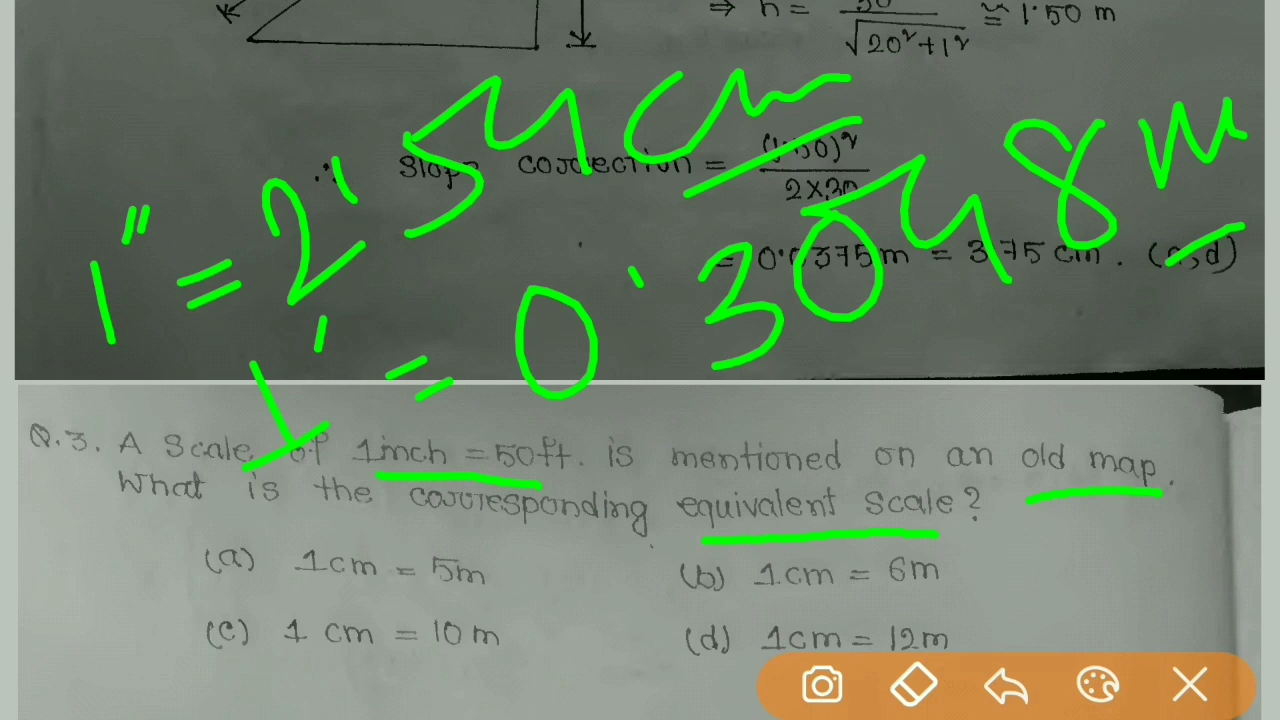 ⇒ h = 30 / √20²+1² ≅ 1.50 m
∴ Slope correction = (1.50)² / 2×30
= 0.0375m = 3.75 cm. (a,d)
1" = 2.54 cm
1' = 0.3048 m
Q.3. A Scale of 1inch = 50ft. is mentioned on an old map.
What is the corresponding equivalent scale?
(a) 1cm = 5m (b) 1cm = 6m
(c) 1 cm = 10 m (d) 1cm = 12m